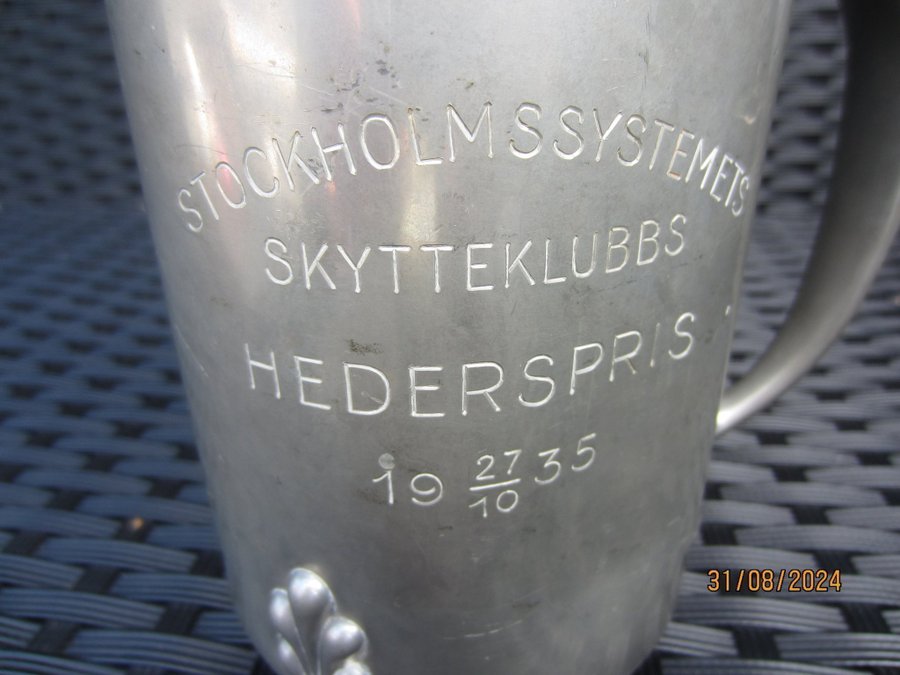 STOCKHOLMSSYSTEMETS
SKYTTEKLUBBS
HEDERSPRIS
19 27/10 35
31/08/2024